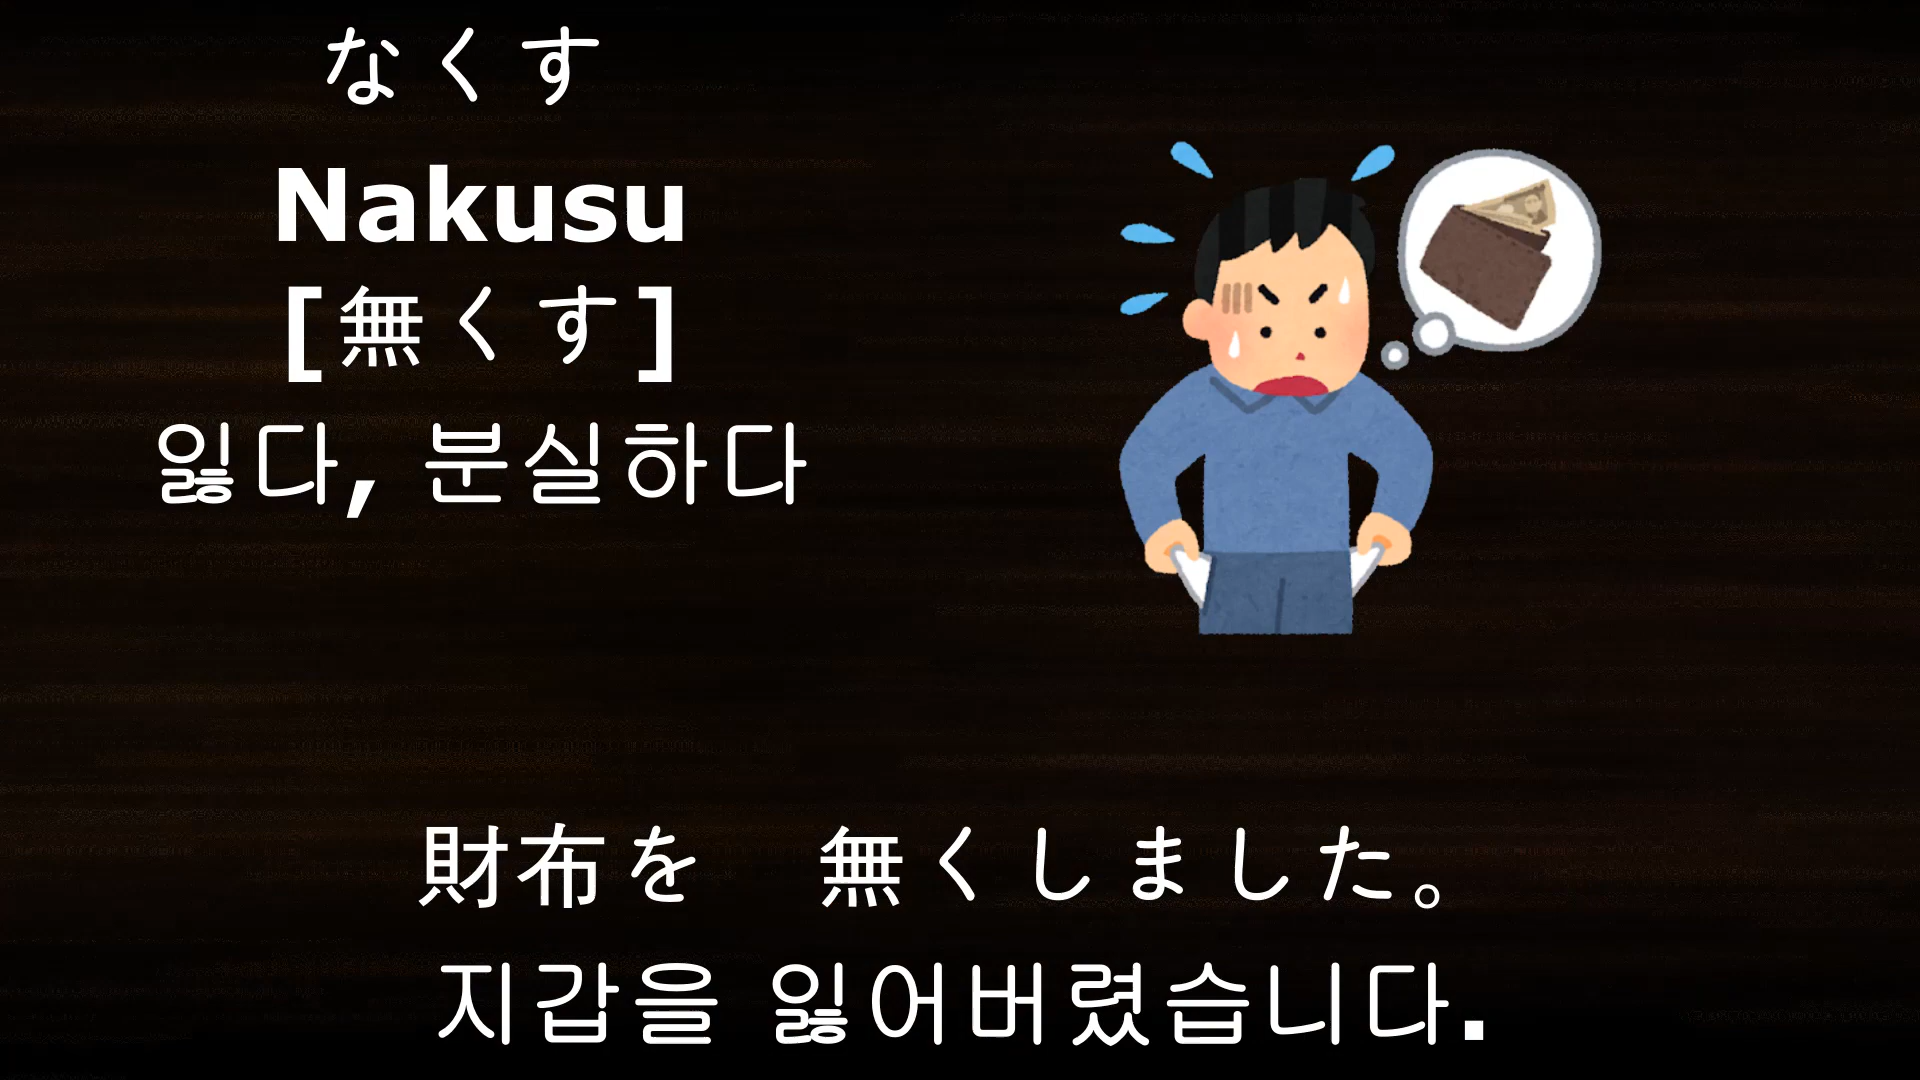 なくす
Nakusu
[無くす]
잃다, 분실하다
財布を　無くしました。
지갑을 잃어버렸습니다.